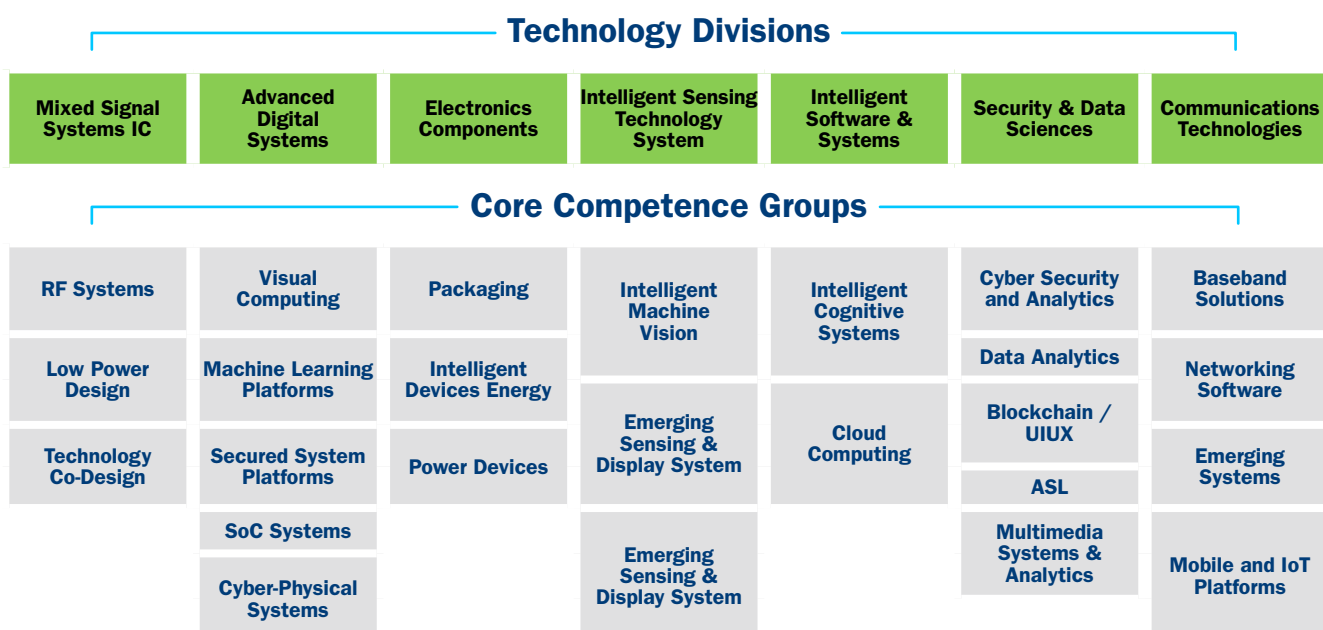 Technology Divisions
Mixed Signal
Systems IC
Advanced
Digital
Systems
Electronics
Components
Intelligent Sensing
Technology
System
Intelligent
Software &
Systems
Security & Data
Sciences
Communications
Technologies
Core Competence Groups
RF Systems
Low Power
Design
Technology
Co-Design
Visual
Computing
Machine Learning
Platforms
Secured System
Platforms
SoC Systems
Cyber-Physical
Systems
Packaging
Intelligent
Devices Energy
Power Devices
Intelligent
Machine
Vision
Emerging
Sensing &
Display System
Emerging
Sensing &
Display System
Intelligent
Cognitive
Systems
Cloud
Computing
Cyber Security
and Analytics
Data Analytics
Blockchain /
UIUX
ASL
Multimedia
Systems &
Analytics
Baseband
Solutions
Networking
Software
Emerging
Systems
Mobile and IoT
Platforms